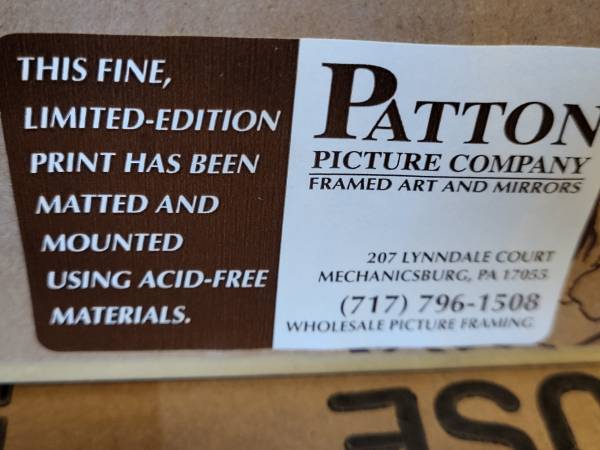 THIS FINE,
LIMITED-EDITION
PRINT HAS BEEN
MATTED AND
MOUNTED
USING ACID-FREE
MATERIALS.
PATTON
PICTURE COMPANY
FRAMED ART AND MIRRORS
207 LYNNDALE COURT
MECHANICSBURG, PA 17055
(717) 796-1508
WHOLESALE PICTURE FRAMING